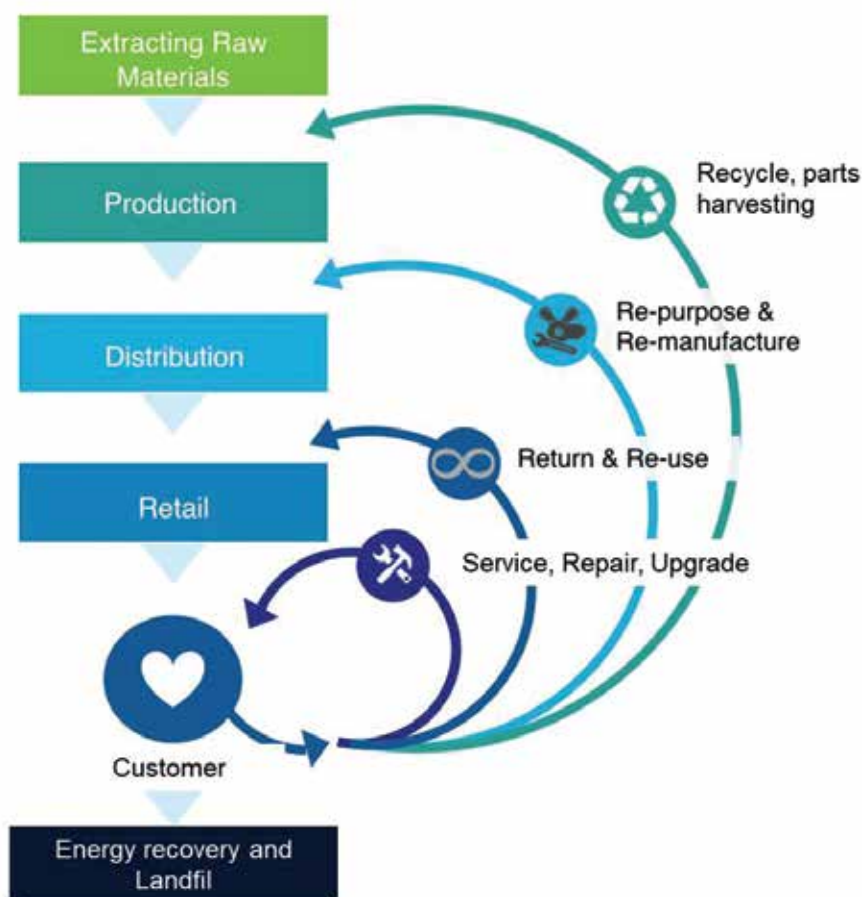 Extracting Raw
Materials
Recycle, parts
harvesting
Production
Re-purpose &
Re-manufacture
Distribution
Return & Re-use
Retail
Service, Repair, Upgrade
Customer
Energy recovery and
Landfil